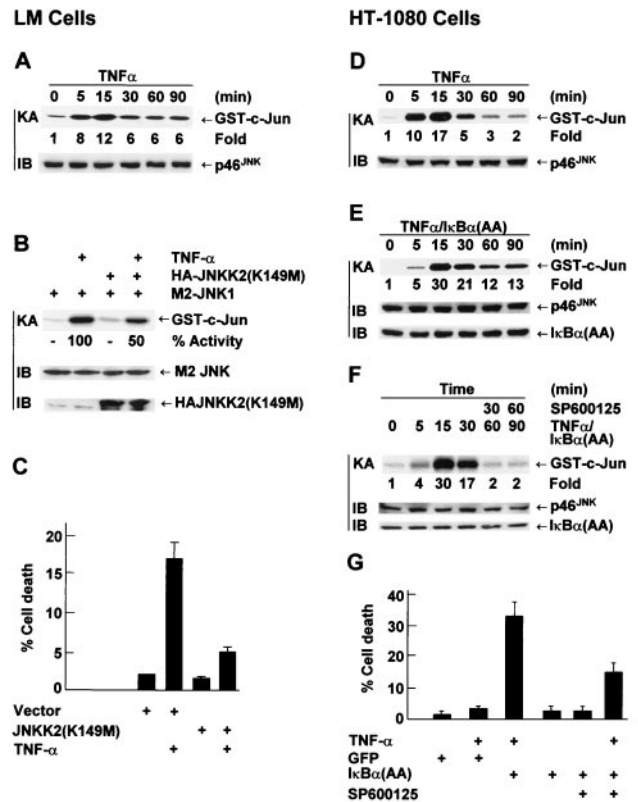 LM Cells
A
TNFα
0 5 15 30 60 90 (min)
KA ←GST-c-Jun
1 8 12 6 6 6 Fold
IB ←p46JNK
B
+ + TNF-α
+ + HA-JNKK2(K149M)
+ + + + M2-JNK1
KA ←GST-c-Jun
- 100 - 50 % Activity
IB ←M2 JNK
IB ←HAJNKK2(K149M)
C
% Cell death
20
15
10
5
0
Vector + +
JNKK2(K149M) + +
TNF-α + +
HT-1080 Cells
D
TNFα
0 5 15 30 60 90 (min)
KA ←GST-c-Jun
1 10 17 5 3 2 Fold
IB ←p46JNK
E
TNFα/IκBα(AA)
0 5 15 30 60 90 (min)
KA ←GST-c-Jun
1 5 30 21 12 13 Fold
IB ←p46JNK
IB ←IκBα(AA)
F
Time (min)
30 60 SP600125
0 5 15 30 60 90 TNFα/
IκBα(AA)
KA ←GST-c-Jun
1 4 30 17 2 2 Fold
IB ←p46JNK
IB ←IκBα(AA)
G
% Cell death
40
30
20
10
0
TNF-α + + +
GFP + +
IκBα(AA) + + + +
SP600125 + +